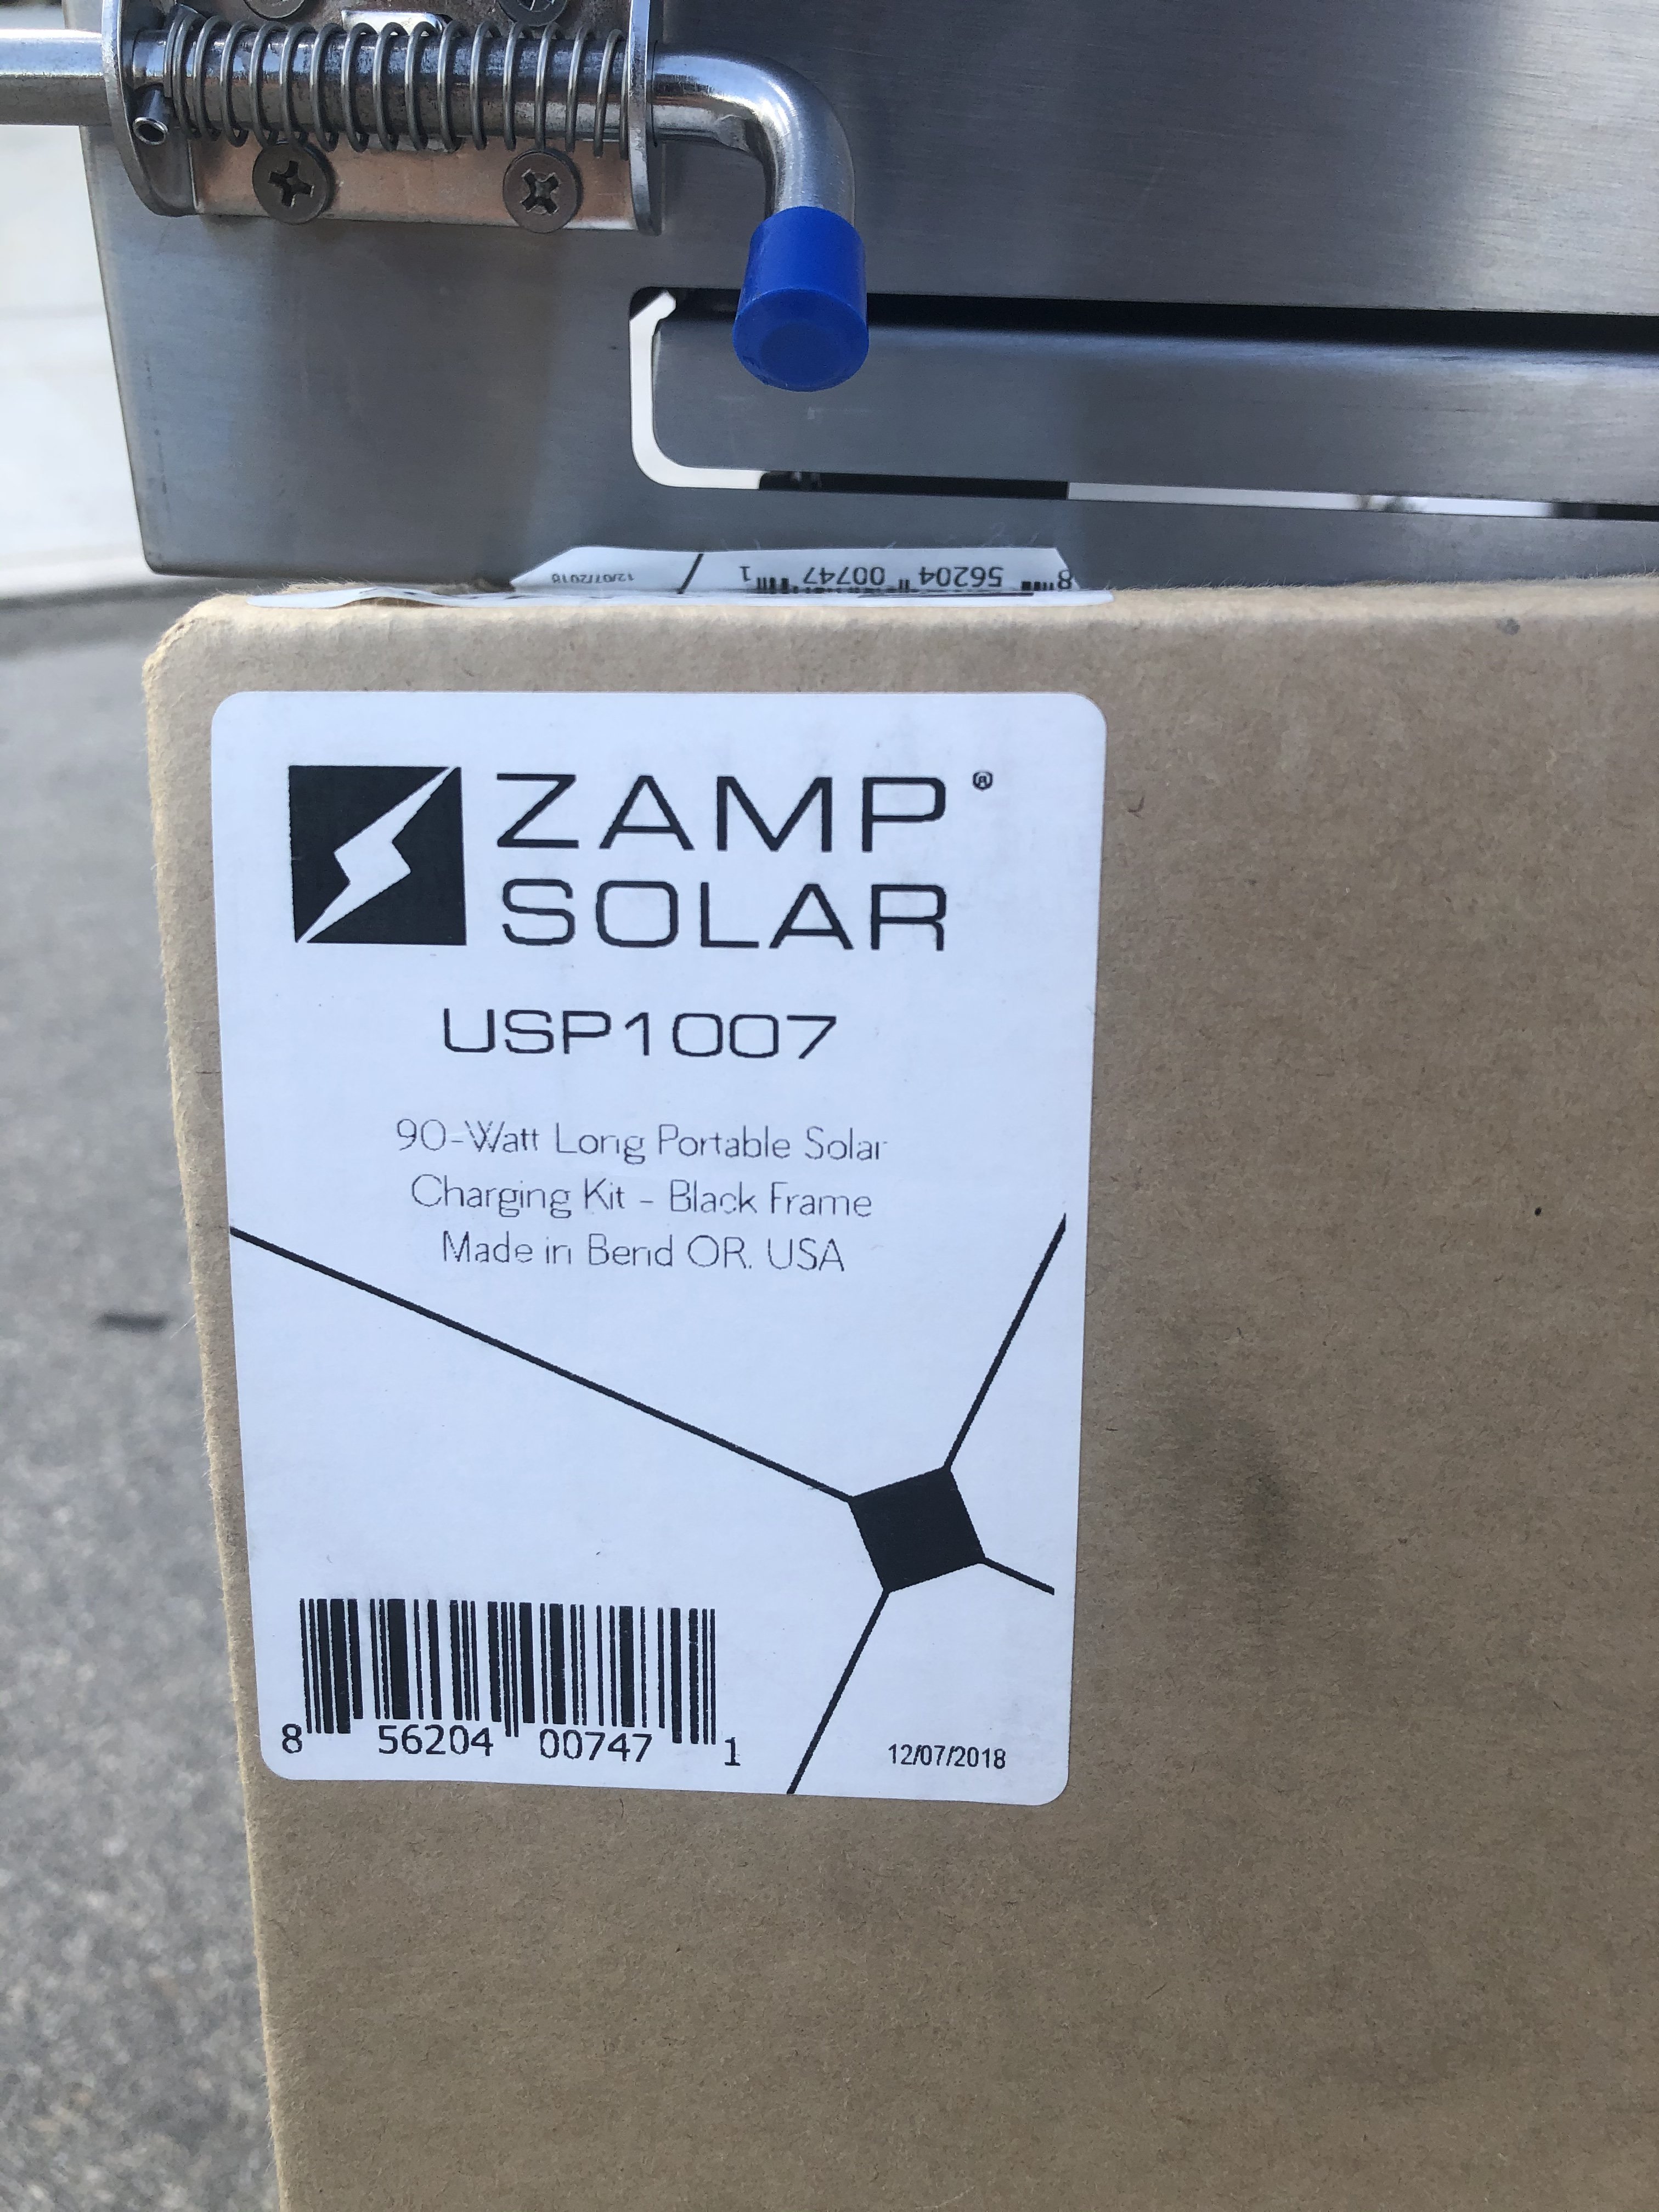 12/07/2018
8 56204 00747 1
ZAMP®
SOLAR
USP1007
90-Watt Long Portable Solar
Charging Kit - Black Frame
Made in Bend OR. USA
8 56204 00747 1
12/07/2018